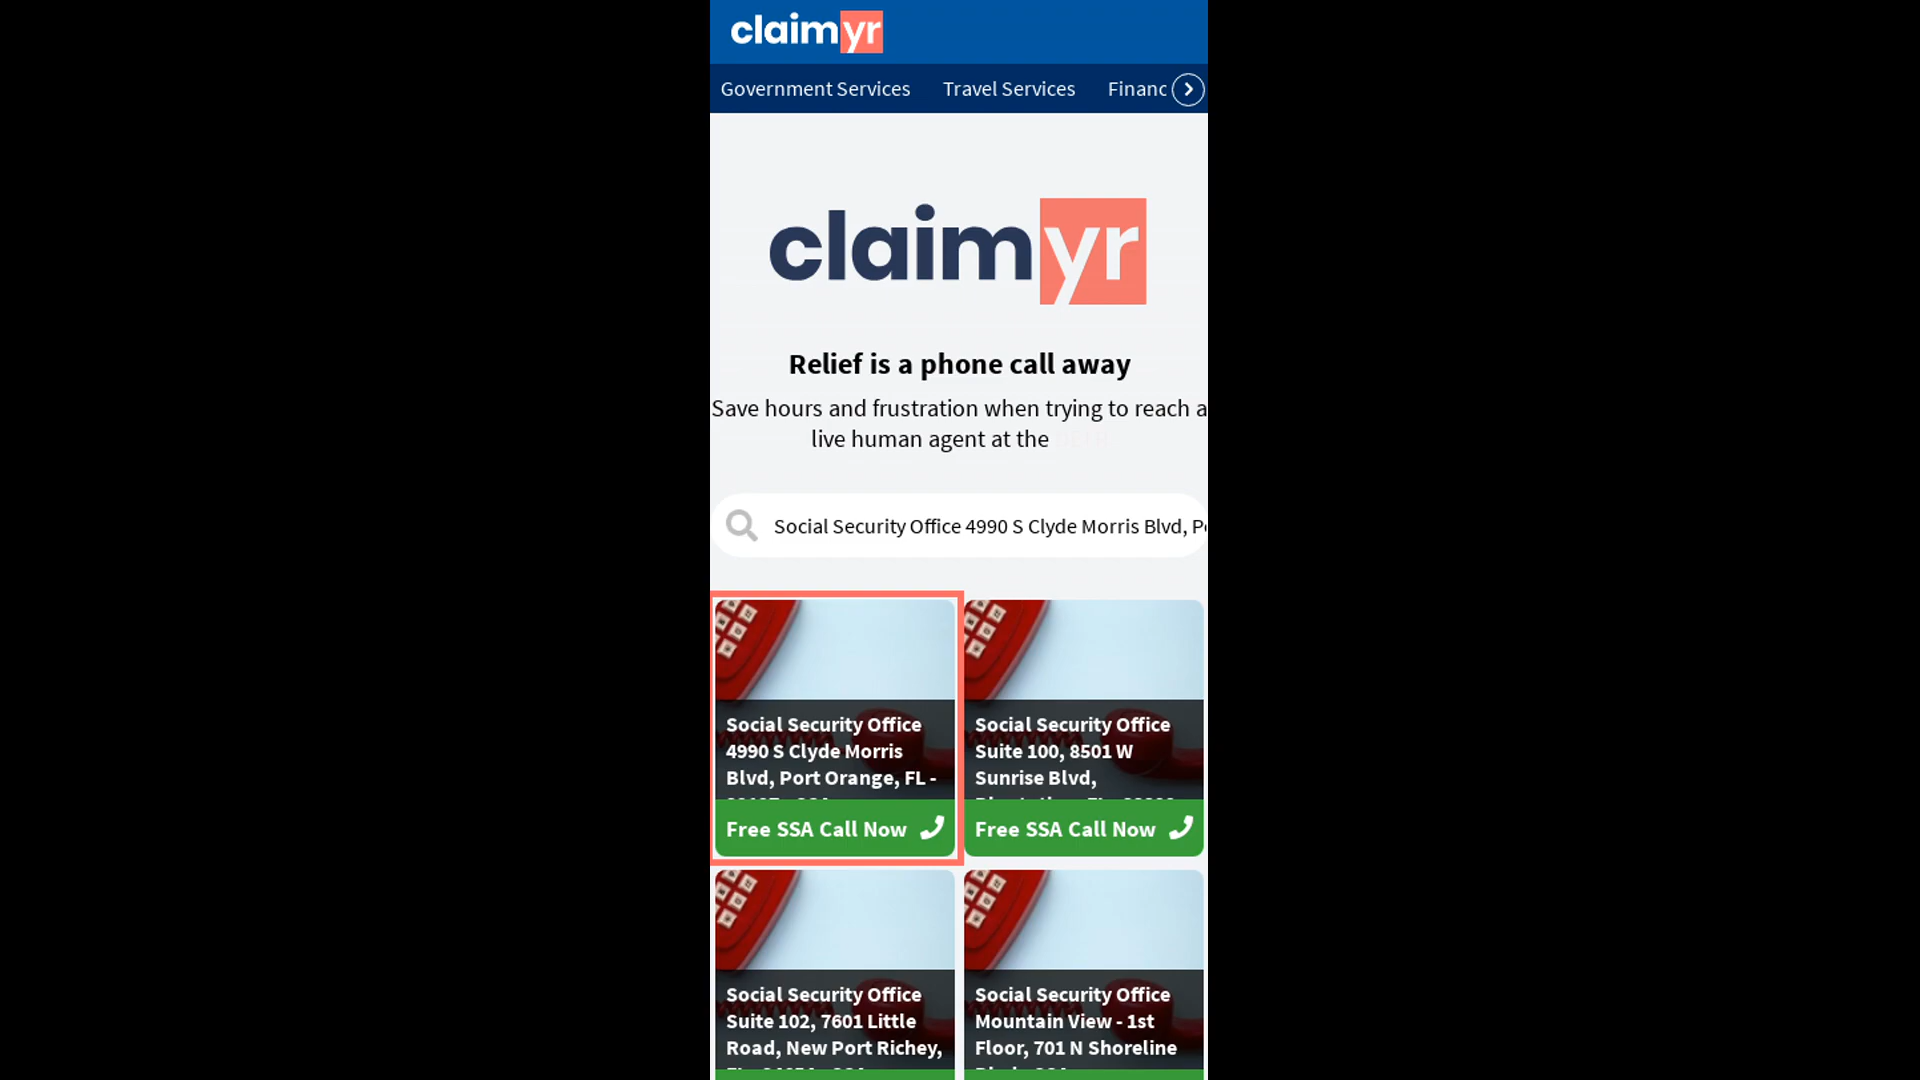 claimyr
Government Services Travel Services Financ
claimyr
Relief is a phone call away
Save hours and frustration when trying to reach a
live human agent at the
Social Security Office 4990 S Clyde Morris Blvd, P
Social Security Office
4990 S Clyde Morris
Blvd, Port Orange, FL -
Free SSA Call Now
Social Security Office
Suite 100, 8501 W
Sunrise Blvd,
Free SSA Call Now
Social Security Office
Suite 102, 7601 Little
Road, New Port Richey,
Social Security Office
Mountain View - 1st
Floor, 701 N Shoreline